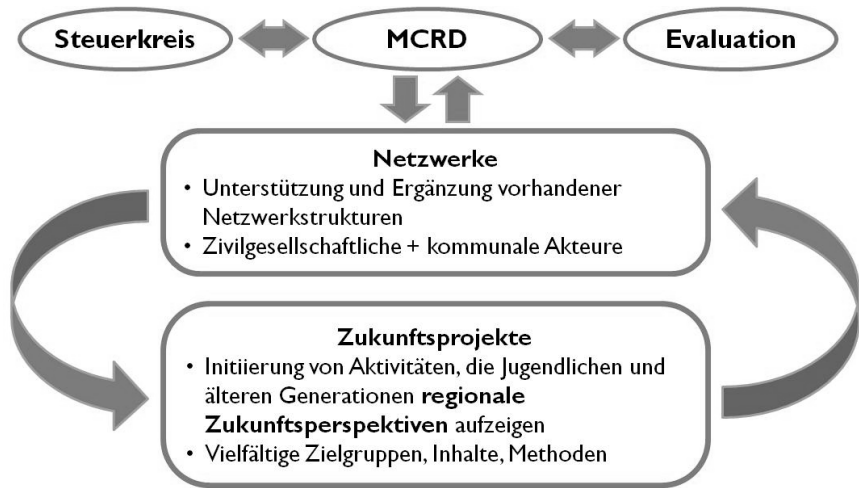 Steuerkreis
MCRD
Evaluation
Netzwerke
• Unterstützung und Ergänzung vorhandener
Netzwerkstrukturen
• Zivilgesellschaftliche + kommunale Akteure
Zukunftsprojekte
• Initiierung von Aktivitäten, die Jugendlichen und
älteren Generationen regionale
Zukunftsperspektiven aufzeigen
• Vielfältige Zielgruppen, Inhalte, Methoden